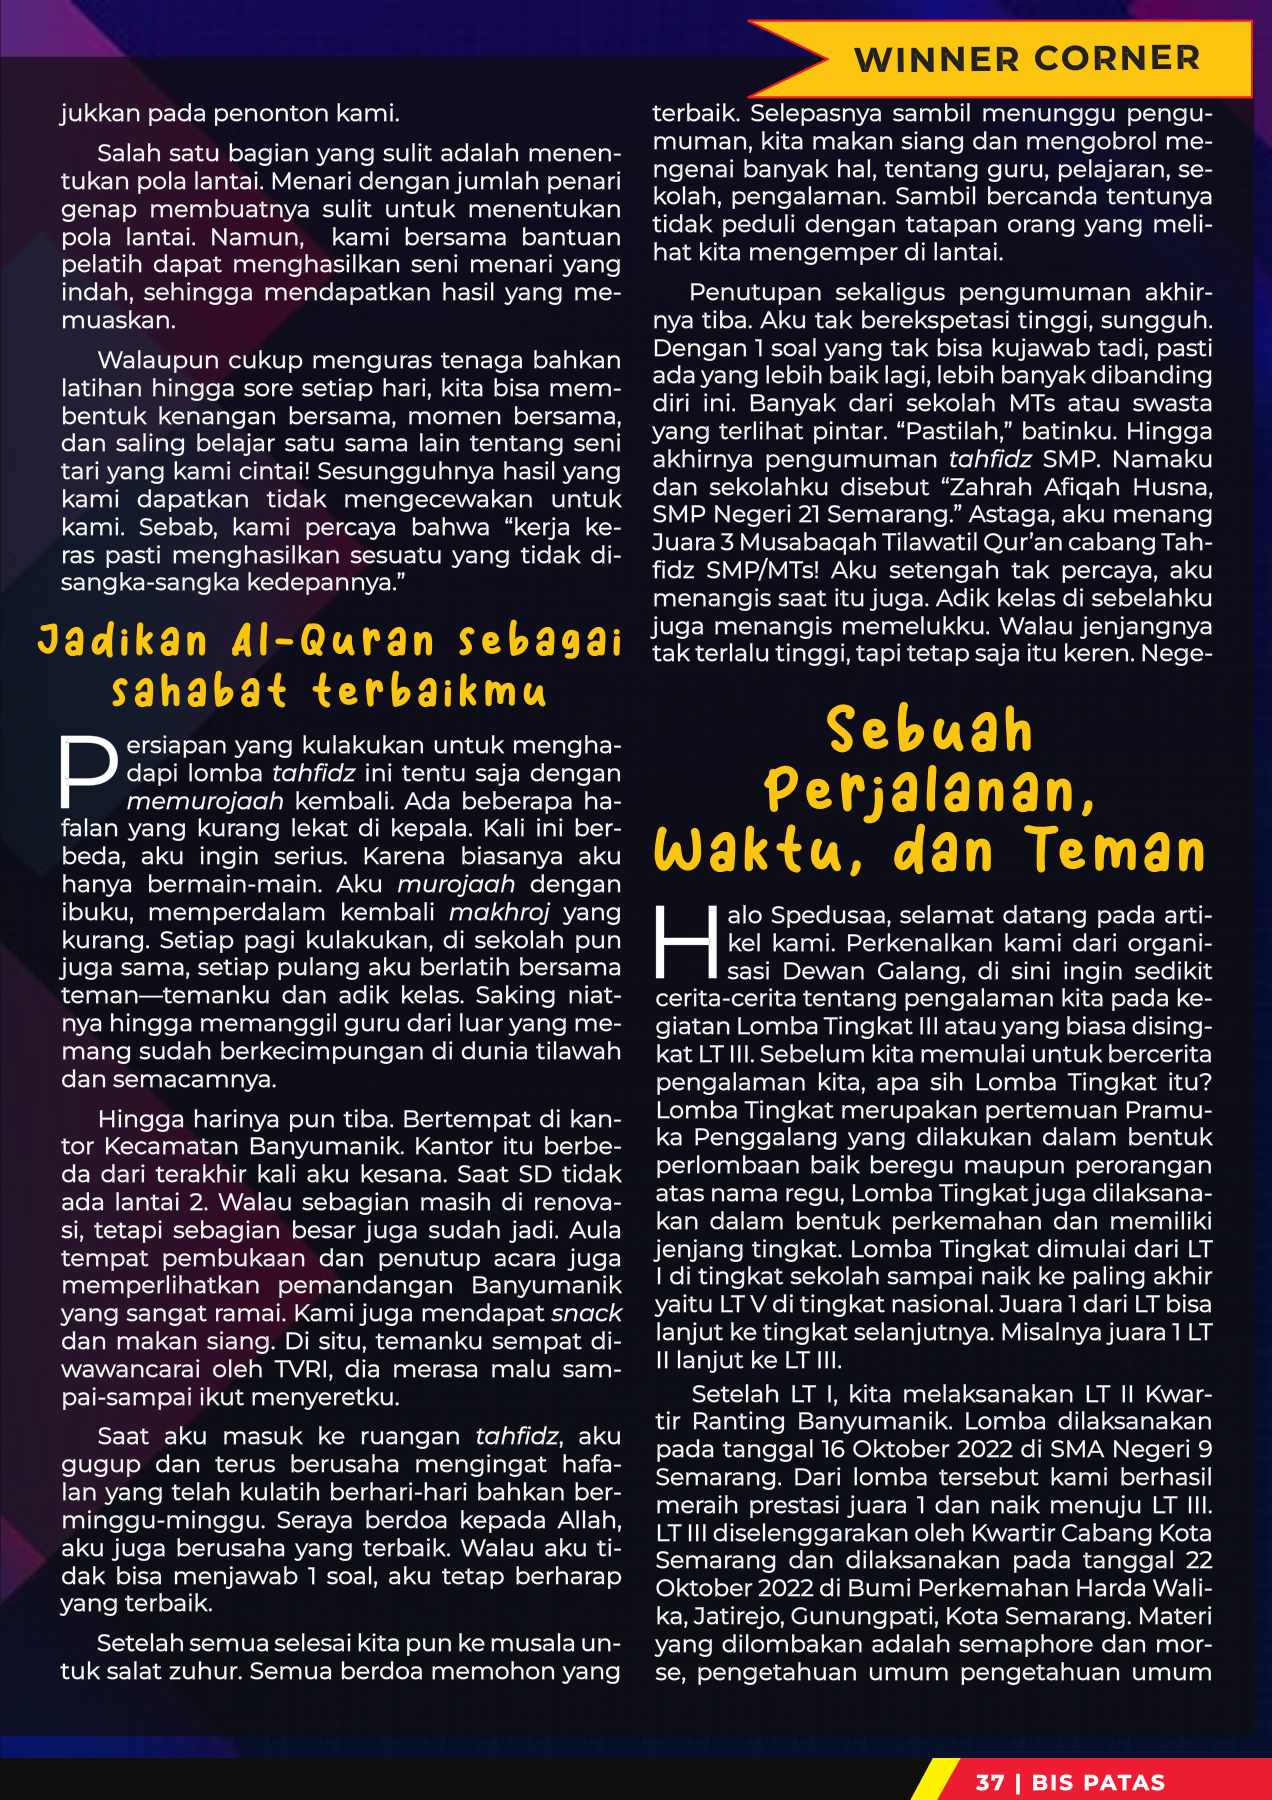 WINNER CORNER
jukkan pada penonton kami.
Salah satu bagian yang sulit adalah menen-
tukan pola lantai. Menari dengan jumlah penari
genap membuatnya sulit untuk menentukan
pola lantai. Namun, kami bersama bantuan
pelatih dapat menghasilkan seni menari yang
indah, sehingga mendapatkan hasil yang me-
muaskan.
Walaupun cukup menguras tenaga bahkan
latihan hingga sore setiap hari, kita bisa mem-
bentuk kenangan bersama, momen bersama,
dan saling belajar satu sama lain tentang seni
tari yang kami cintai! Sesungguhnya hasil yang
kami dapatkan tidak mengecewakan untuk
kami. Sebab, kami percaya bahwa “kerja ke-
ras pasti menghasilkan sesuatu yang tidak di-
sangka-sangka kedepannya.”
Jadikan Al-Quran sebagai
sahabat terbaikmu
Persiapan yang kulakukan untuk mengha-
dapi lomba tahfidz ini tentu saja dengan
memurojaah kembali. Ada beberapa ha-
falan yang kurang lekat di kepala. Kali ini ber-
beda, aku ingin serius. Karena biasanya aku
hanya bermain-main. Aku murojaah dengan
ibuku, memperdalam kembali makhroj yang
kurang. Setiap pagi kulakukan, di sekolah pun
juga sama, setiap pulang aku berlatih bersama
teman—temanku dan adik kelas. Saking niat-
nya hingga memanggil guru dari luar yang me-
mang sudah berkecimpungan di dunia tilawah
dan semacamnya.
Hingga harinya pun tiba. Bertempat di kan-
tor Kecamatan Banyumanik. Kantor itu berbe-
da dari terakhir kali aku kesana. Saat SD tidak
ada lantai 2. Walau sebagian masih di renova-
si, tetapi sebagian besar juga sudah jadi. Aula
tempat pembukaan dan penutup acara juga
memperlihatkan pemandangan Banyumanik
yang sangat ramai. Kami juga mendapat snack
dan makan siang. Di situ, temanku sempat di-
wawancarai oleh TVRI, dia merasa malu sam-
pai-sampai ikut menyeretku.
Saat aku masuk ke ruangan tahfidz, aku
gugup dan terus berusaha mengingat hafa-
lan yang telah kulatih berhari-hari bahkan ber-
minggu-minggu. Seraya berdoa kepada Allah,
aku juga berusaha yang terbaik. Walau aku ti-
dak bisa menjawab 1 soal, aku tetap berharap
yang terbaik.
Setelah semua selesai kita pun ke musala un-
tuk salat zuhur. Semua berdoa memohon yang
terbaik. Selepasnya sambil menunggu pengu-
muman, kita makan siang dan mengobrol me-
ngenai banyak hal, tentang guru, pelajaran, se-
kolah, pengalaman. Sambil bercanda tentunya
tidak peduli dengan tatapan orang yang meli-
hat kita mengemper di lantai.
Penutupan sekaligus pengumuman akhir-
nya tiba. Aku tak berekspetasi tinggi, sungguh.
Dengan 1 soal yang tak bisa kujawab tadi, pasti
ada yang lebih baik lagi, lebih banyak dibanding
diri ini. Banyak dari sekolah MTs atau swasta
yang terlihat pintar. “Pastilah,” batinku. Hingga
akhirnya pengumuman tahfidz SMP. Namaku
dan sekolahku disebut “Zahrah Afiqah Husna,
SMP Negeri 21 Semarang.” Astaga, aku menang
Juara 3 Musabaqah Tilawatil Qur’an cabang Tah-
fidz SMP/MTs! Aku setengah tak percaya, aku
menangis saat itu juga. Adik kelas di sebelahku
juga menangis memelukku. Walau jenjangnya
tak terlalu tinggi, tapi tetap saja itu keren. Nege-
Sebuah
Perjalanan,
Waktu, dan Teman
Halo Spedusaa, selamat datang pada arti-
kel kami. Perkenalkan kami dari organi-
sasi Dewan Galang, di sini ingin sedikit
cerita-cerita tentang pengalaman kita pada ke-
giatan Lomba Tingkat III atau yang biasa dising-
kat LT III. Sebelum kita memulai untuk bercerita
pengalaman kita, apa sih Lomba Tingkat itu?
Lomba Tingkat merupakan pertemuan Pramu-
ka Penggalang yang dilakukan dalam bentuk
perlombaan baik beregu maupun perorangan
atas nama regu, Lomba Tingkat juga dilaksana-
kan dalam bentuk perkemahan dan memiliki
jenjang tingkat. Lomba Tingkat dimulai dari LT
I di tingkat sekolah sampai naik ke paling akhir
yaitu LT V di tingkat nasional. Juara 1 dari LT bisa
lanjut ke tingkat selanjutnya. Misalnya juara 1 LT
II lanjut ke LT III.
Setelah LT I, kita melaksanakan LT II Kwar-
tir Ranting Banyumanik. Lomba dilaksanakan
pada tanggal 16 Oktober 2022 di SMA Negeri 9
Semarang. Dari lomba tersebut kami berhasil
meraih prestasi juara 1 dan naik menuju LT III.
LT III diselenggarakan oleh Kwartir Cabang Kota
Semarang dan dilaksanakan pada tanggal 22
Oktober 2022 di Bumi Perkemahan Harda Wali-
ka, Jatirejo, Gunungpati, Kota Semarang. Materi
yang dilombakan adalah semaphore dan mor-
se, pengetahuan umum pengetahuan umum
37 | BIS PATAS